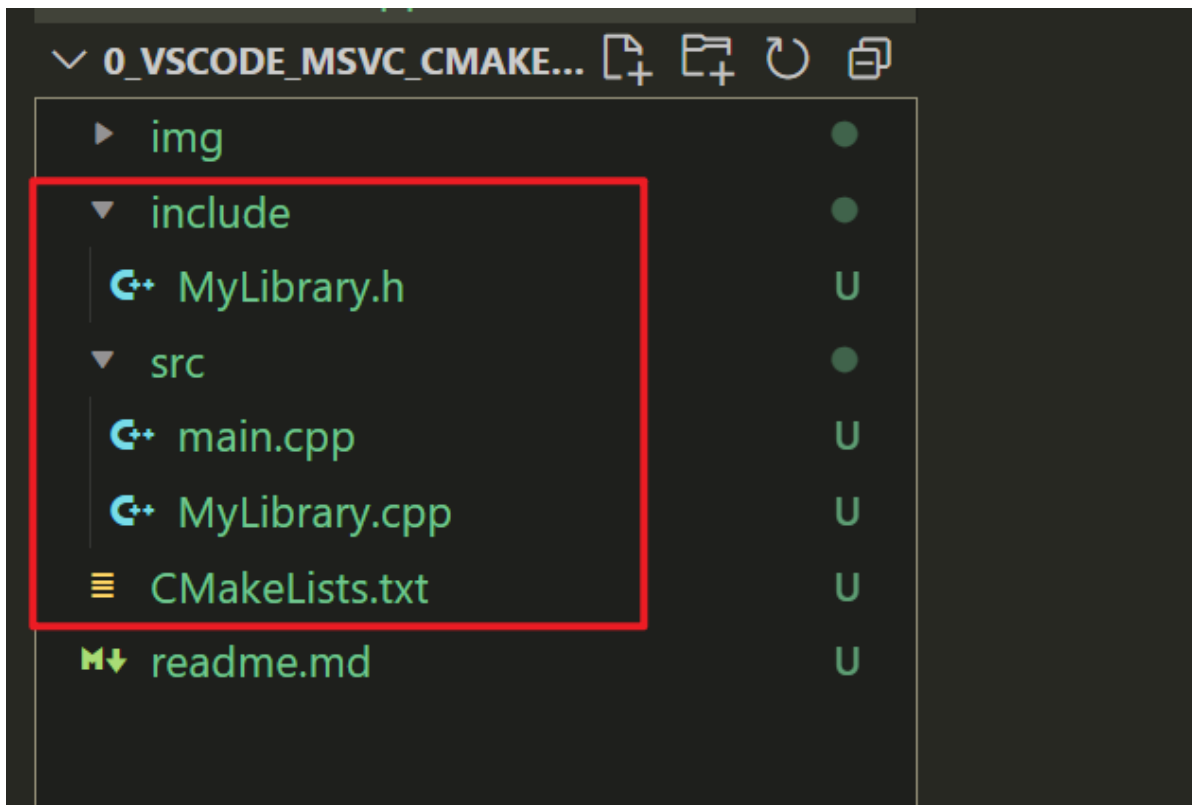 0_VSCODE_MSVC_CMAKE...
img
include
MyLibrary.h U
src
main.cpp U
MyLibrary.cpp U
CMakeLists.txt U
readme.md U